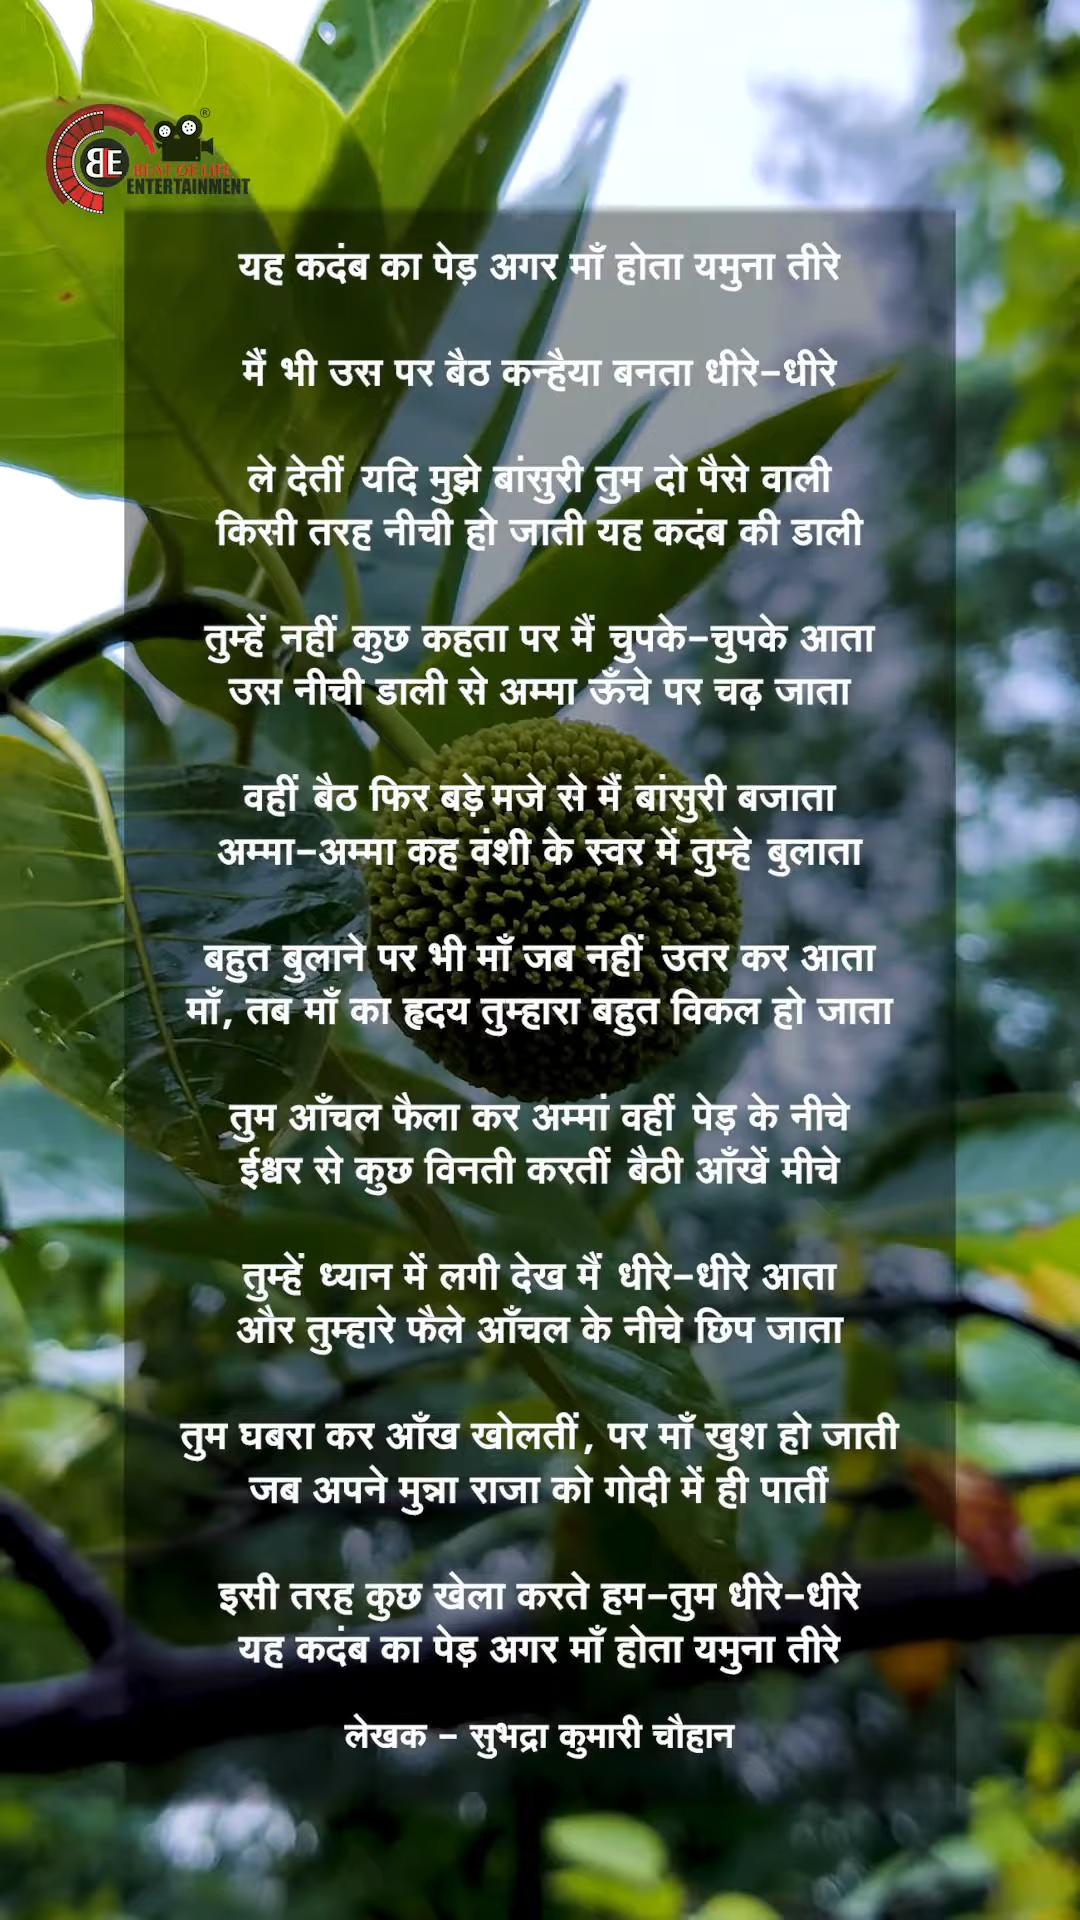 BE
®
BEAT OF LIFE
ENTERTAINMENT
यह कदंब का पेड़ अगर माँ होता यमुना तीरे
मैं भी उस पर बैठ कन्हैया बनता धीरे-धीरे
ले देतीं यदि मुझे बांसुरी तुम दो पैसे वाली
किसी तरह नीची हो जाती यह कदंब की डाली
तुम्हें नहीं कुछ कहता पर मैं चुपके-चुपके आता
उस नीची डाली से अम्मा ऊँचे पर चढ़ जाता
वहीं बैठ फिर बड़े मजे से मैं बांसुरी बजाता
अम्मा-अम्मा कह वंशी के स्वर में तुम्हे बुलाता
बहुत बुलाने पर भी माँ जब नहीं उतर कर आता
माँ, तब माँ का हृदय तुम्हारा बहुत विकल हो जाता
तुम आँचल फैला कर अम्मां वहीं पेड़ के नीचे
ईश्वर से कुछ विनती करतीं बैठी आँखें मीचे
तुम्हें ध्यान में लगी देख मैं धीरे-धीरे आता
और तुम्हारे फैले आँचल के नीचे छिप जाता
तुम घबरा कर आँख खोलतीं, पर माँ खुश हो जाती
जब अपने मुन्ना राजा को गोदी में ही पातीं
इसी तरह कुछ खेला करते हम-तुम धीरे-धीरे
यह कदंब का पेड़ अगर माँ होता यमुना तीरे
लेखक - सुभद्रा कुमारी चौहान